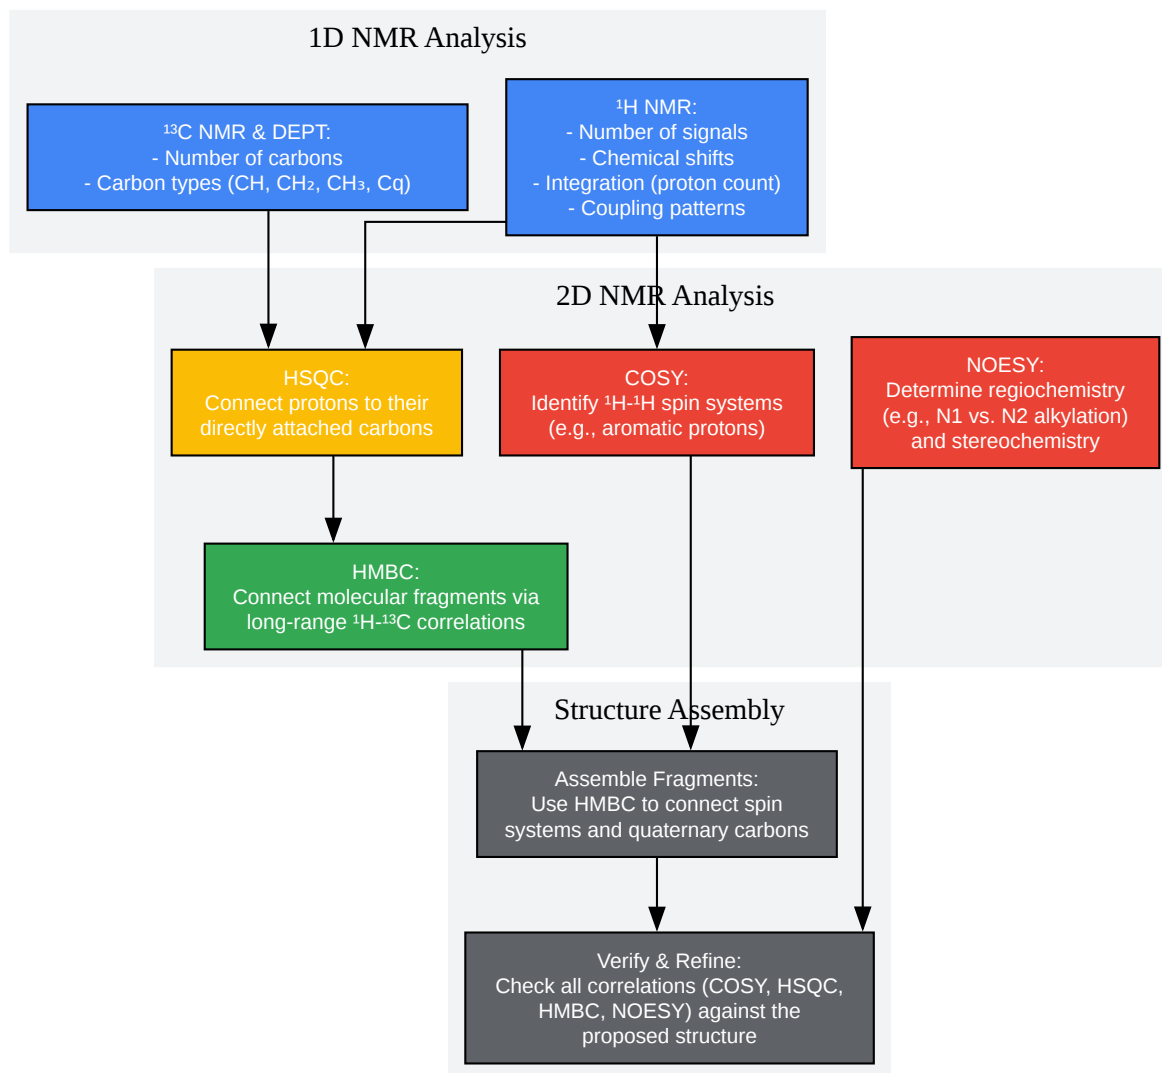 1D NMR Analysis
¹³C NMR & DEPT:
- Number of carbons
- Carbon types (CH, CH₂, CH₃, Cq)
¹H NMR:
- Number of signals
- Chemical shifts
- Integration (proton count)
- Coupling patterns
2D NMR Analysis
HSQC:
Connect protons to their
directly attached carbons
COSY:
Identify ¹H-¹H spin systems
(e.g., aromatic protons)
NOESY:
Determine regiochemistry
(e.g., N1 vs. N2 alkylation)
and stereochemistry
HMBC:
Connect molecular fragments via
long-range ¹H-¹³C correlations
Structure Assembly
Assemble Fragments:
Use HMBC to connect spin
systems and quaternary carbons
Verify & Refine:
Check all correlations (COSY, HSQC,
HMBC, NOESY) against the
proposed structure